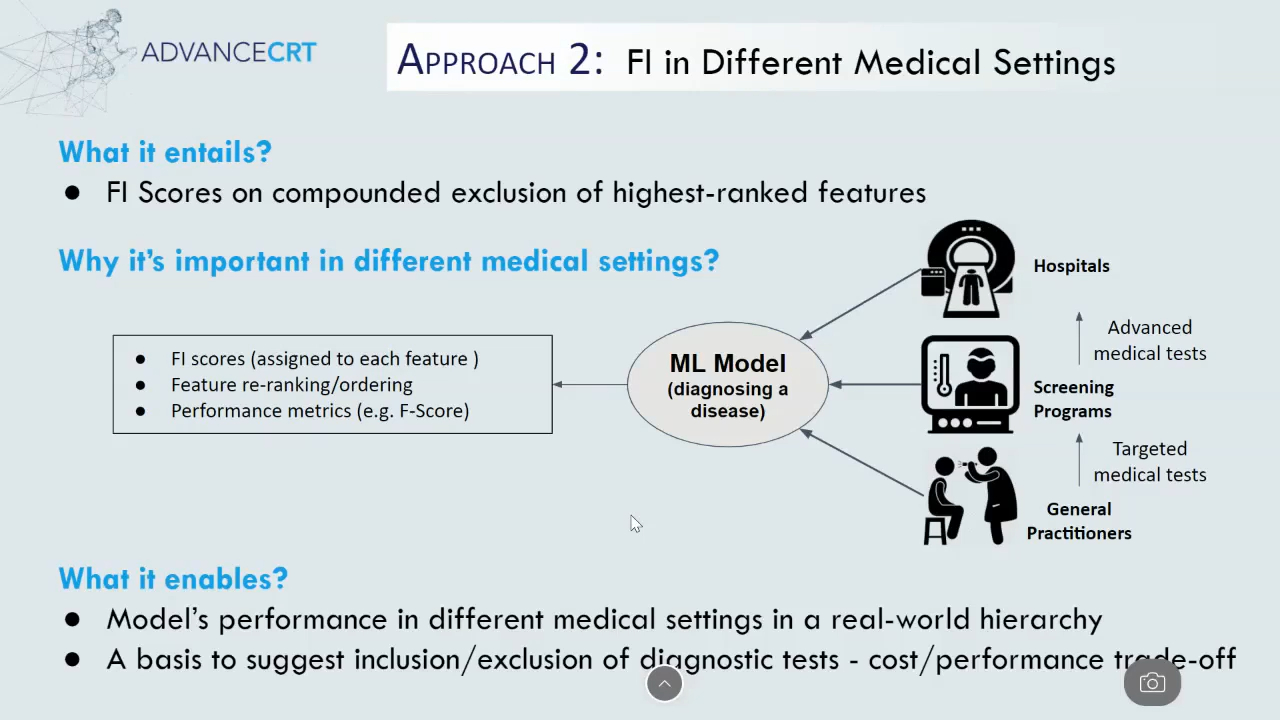 ADVANCECRT
APPROACH 2: FI in Different Medical Settings
What it entails?
● FI Scores on compounded exclusion of highest-ranked features
Why it's important in different medical settings?
● FI scores (assigned to each feature )
● Feature re-ranking/ordering
● Performance metrics (e.g. F-Score)
ML Model
(diagnosing a
disease)
Hospitals
Advanced
medical tests
Screening
Programs
Targeted
medical tests
General
Practitioners
What it enables?
● Model's performance in different medical settings in a real-world hierarchy
● A basis to suggest inclusion/exclusion of diagnostic tests - cost/performance trade-off